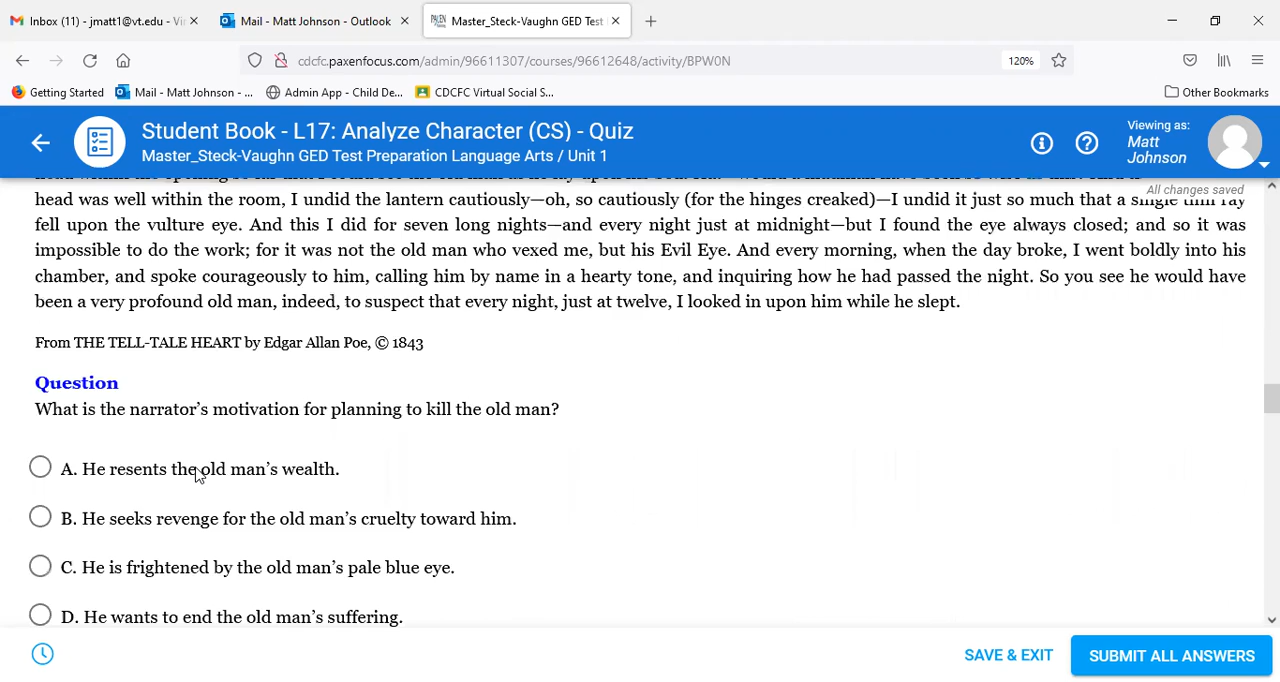 Inbox (11) - jmatt1@vt.edu - Vi
Mail - Matt Johnson - Outlook
PAXEN
Master_Steck-Vaughn GED Test
cdcfc.paxenfocus.com/admin/96611307/courses/96612648/activity/BPW0N
120%
Getting Started
Mail - Matt Johnson - ...
Admin App - Child De...
CDCFC Virtual Social S...
Other Bookmarks
Student Book - L17: Analyze Character (CS) - Quiz
Master_Steck-Vaughn GED Test Preparation Language Arts / Unit 1
Viewing as:
Matt
Johnson
All changes saved
head was well within the room, I undid the lantern cautiously—oh, so cautiously (for the hinges creaked)—I undid it just so much that a single thin ray
fell upon the vulture eye. And this I did for seven long nights—and every night just at midnight—but I found the eye always closed; and so it was
impossible to do the work; for it was not the old man who vexed me, but his Evil Eye. And every morning, when the day broke, I went boldly into his
chamber, and spoke courageously to him, calling him by name in a hearty tone, and inquiring how he had passed the night. So you see he would have
been a very profound old man, indeed, to suspect that every night, just at twelve, I looked in upon him while he slept.
From THE TELL-TALE HEART by Edgar Allan Poe, © 1843
Question
What is the narrator’s motivation for planning to kill the old man?
A. He resents the old man’s wealth.
B. He seeks revenge for the old man’s cruelty toward him.
C. He is frightened by the old man’s pale blue eye.
D. He wants to end the old man’s suffering.
SAVE & EXIT
SUBMIT ALL ANSWERS